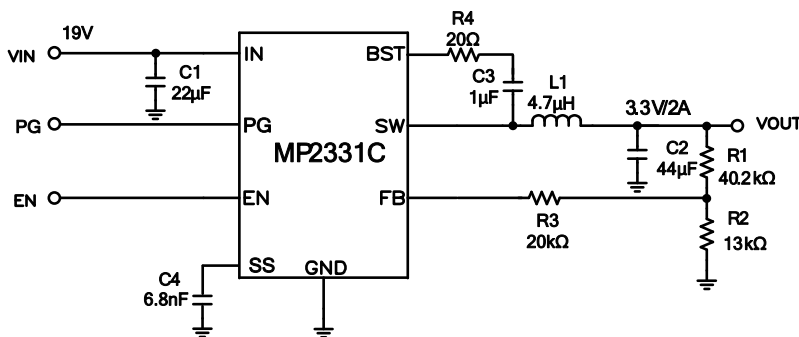 19V
VIN
IN
C1
22µF
PG
PG
EN
EN
C4
6.8nF
SS
GND
MP2331C
BST
SW
FB
R4
20Ω
C3
1µF
L1
4.7µH
3.3V/2A
VOUT
C2
44µF
R1
40.2kΩ
R3
20kΩ
R2
13kΩ